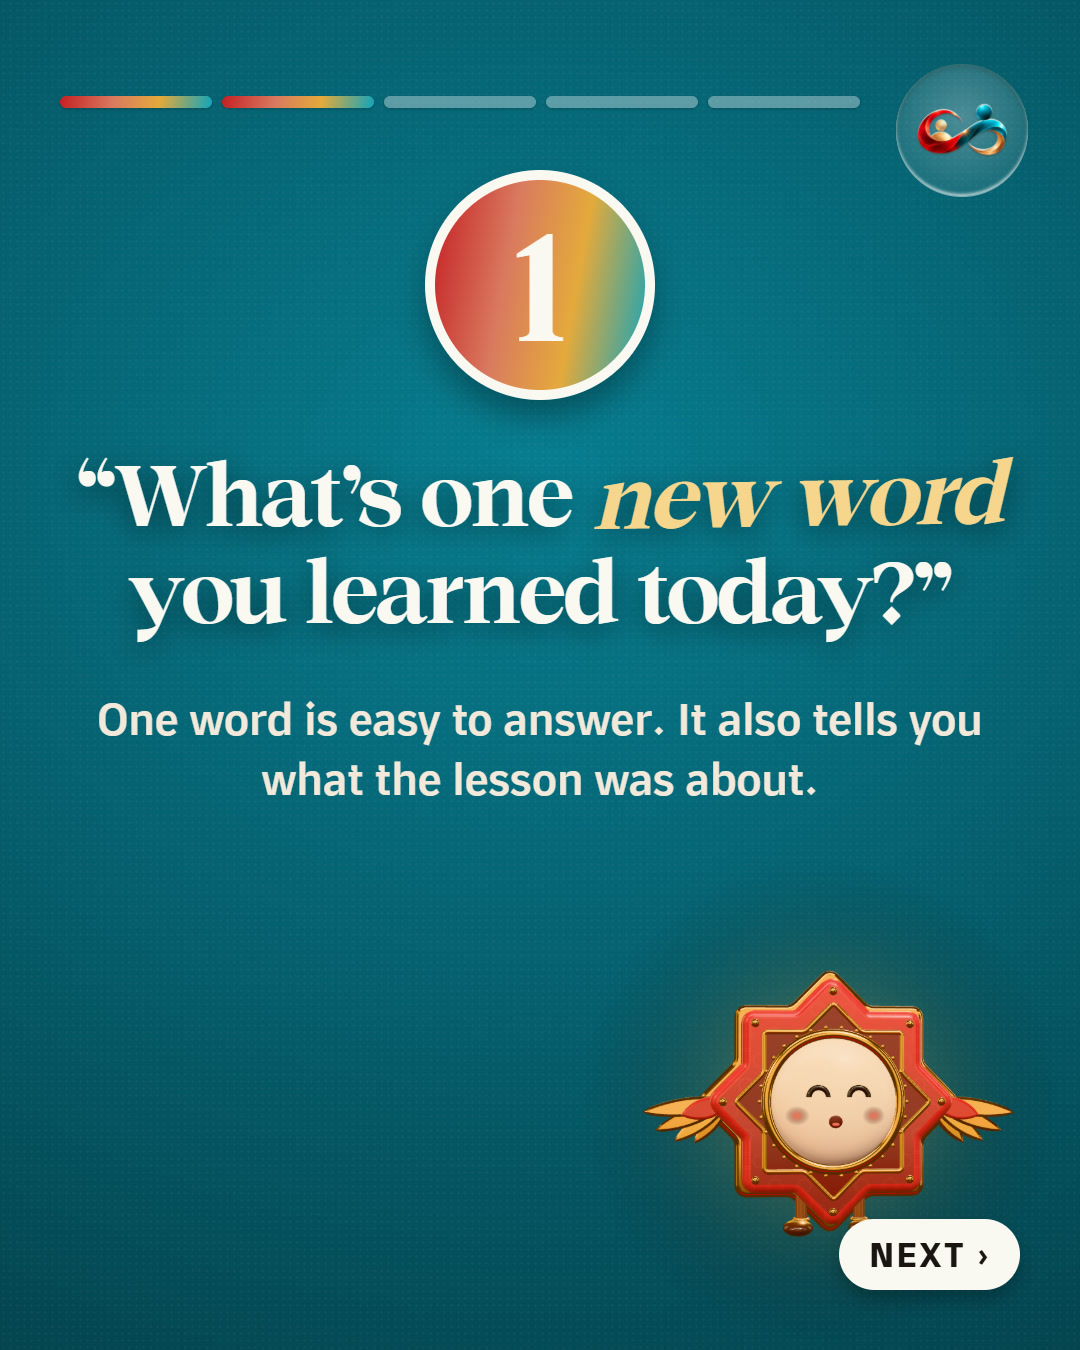 1
“What’s one new word
you learned today?”
One word is easy to answer. It also tells you
what the lesson was about.
NEXT ›